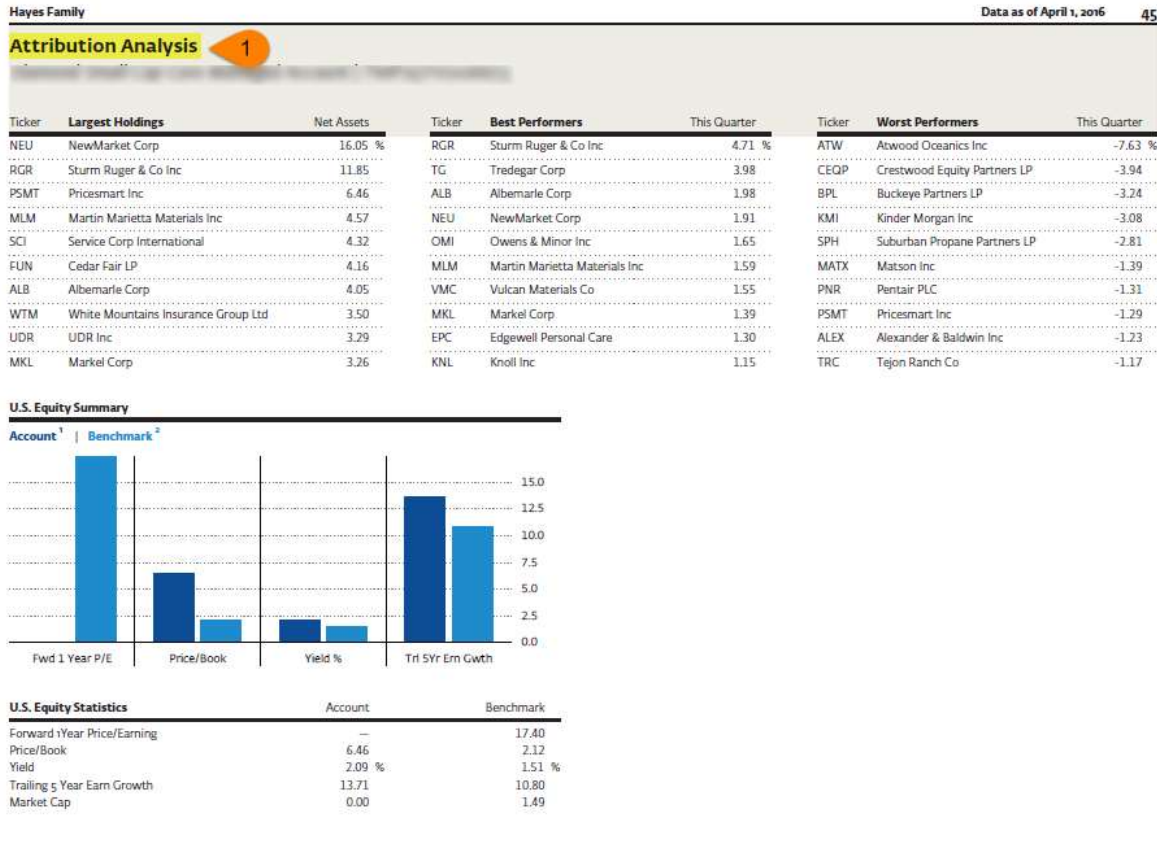 Hayes Family Data as of April 1, 2016 45
Attribution Analysis 1
Ticker Largest Holdings Net Assets
NEU NewMarket Corp 16.05 %
RGR Sturm Ruger & Co Inc 11.85
PSMT Pricesmart Inc 6.46
MLM Martin Marietta Materials Inc 4.57
SCI Service Corp International 4.32
FUN Cedar Fair LP 4.16
ALB Albemarle Corp 4.05
WTM White Mountains Insurance Group Ltd 3.50
UDR UDR Inc 3.29
MKL Markel Corp 3.26
Ticker Best Performers This Quarter
RGR Sturm Ruger & Co Inc 4.71 %
TG Tredegar Corp 3.98
ALB Albemarle Corp 1.98
NEU NewMarket Corp 1.91
OMI Owens & Minor Inc 1.65
MLM Martin Marietta Materials Inc 1.59
VMC Vulcan Materials Co 1.55
MKL Markel Corp 1.39
EPC Edgewell Personal Care 1.30
KNL Knoll Inc 1.15
Ticker Worst Performers This Quarter
ATW Atwood Oceanics Inc -7.63 %
CEQP Crestwood Equity Partners LP -3.94
BPL Buckeye Partners LP -3.24
KMI Kinder Morgan Inc -3.08
SPH Suburban Propane Partners LP -2.81
MATX Matson Inc -1.39
PNR Pentair PLC -1.31
PSMT Pricesmart Inc -1.29
ALEX Alexander & Baldwin Inc -1.23
TRC Tejon Ranch Co -1.17
U.S. Equity Summary
Account 1 | Benchmark 2
15.0
12.5
10.0
7.5
5.0
2.5
0.0
Fwd 1 Year P/E Price/Book Yield % Trl 5Yr Ern Gwth
U.S. Equity Statistics Account Benchmark
Forward 1Year Price/Earning — 17.40
Price/Book 6.46 2.12
Yield 2.09 % 1.51 %
Trailing 5 Year Earn Growth 13.71 10.80
Market Cap 0.00 1.49